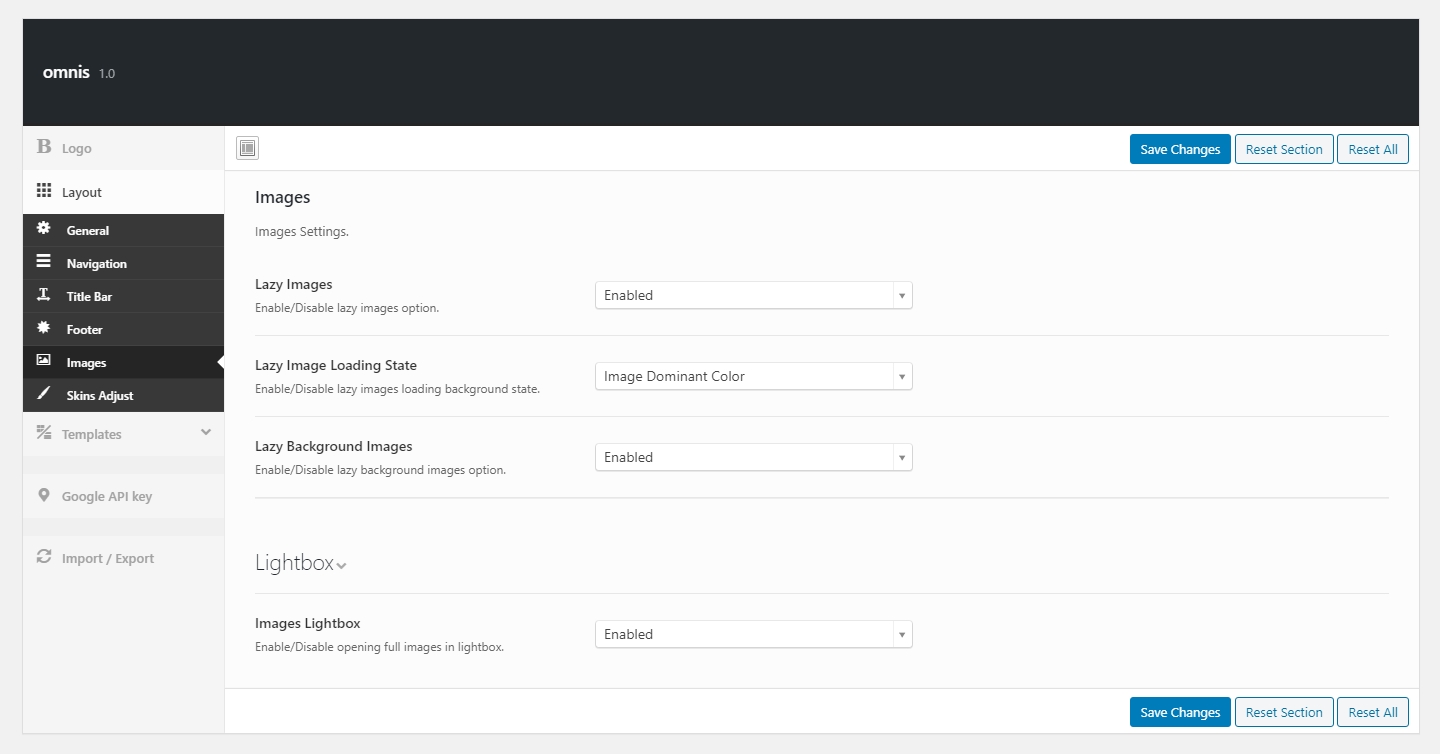 omnis 1.0
Logo
Layout
General
Navigation
Title Bar
Footer
Images
Skins Adjust
Templates
Google API key
Import / Export
Save Changes Reset Section Reset All
Images
Images Settings.
Lazy Images
Enable/Disable lazy images option.
Enabled
Lazy Image Loading State
Enable/Disable lazy images loading background state.
Image Dominant Color
Lazy Background Images
Enable/Disable lazy background images option.
Enabled
Lightbox
Images Lightbox
Enable/Disable opening full images in lightbox.
Enabled
Save Changes Reset Section Reset All